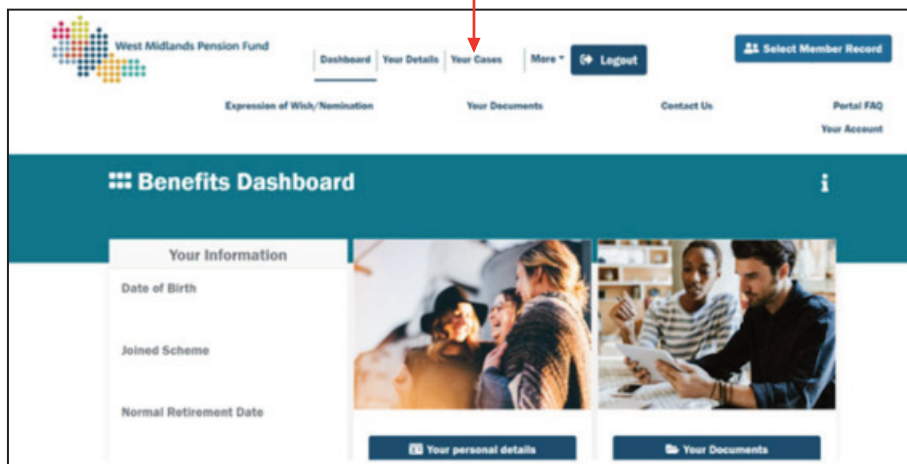 West Midlands Pension Fund
Dashboard Your Details Your Cases More Logout
Select Member Record
Expression of Wish/Nomination Your Documents Contact Us Portal FAQ
Your Account
Benefits Dashboard i
Your Information
Date of Birth
Joined Scheme
Normal Retirement Date
Your personal details
Your Documents